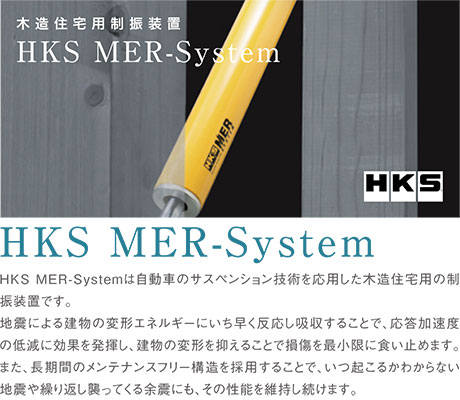 木造住宅用制振装置
HKS MER-System
HKS MER
HKS
HKS MER-System
HKS MER-Systemは自動車のサスペンション技術を応用した木造住宅用の制
振装置です。
地震による建物の変形エネルギーにいち早く反応し吸収することで、応答加速度
の低減に効果を発揮し、建物の変形を抑えることで損傷を最小限に食い止めます。
また、長期間のメンテナンスフリー構造を採用することで、いつ起こるかわからない
地震や繰り返し襲ってくる余震にも、その性能を維持し続けます。